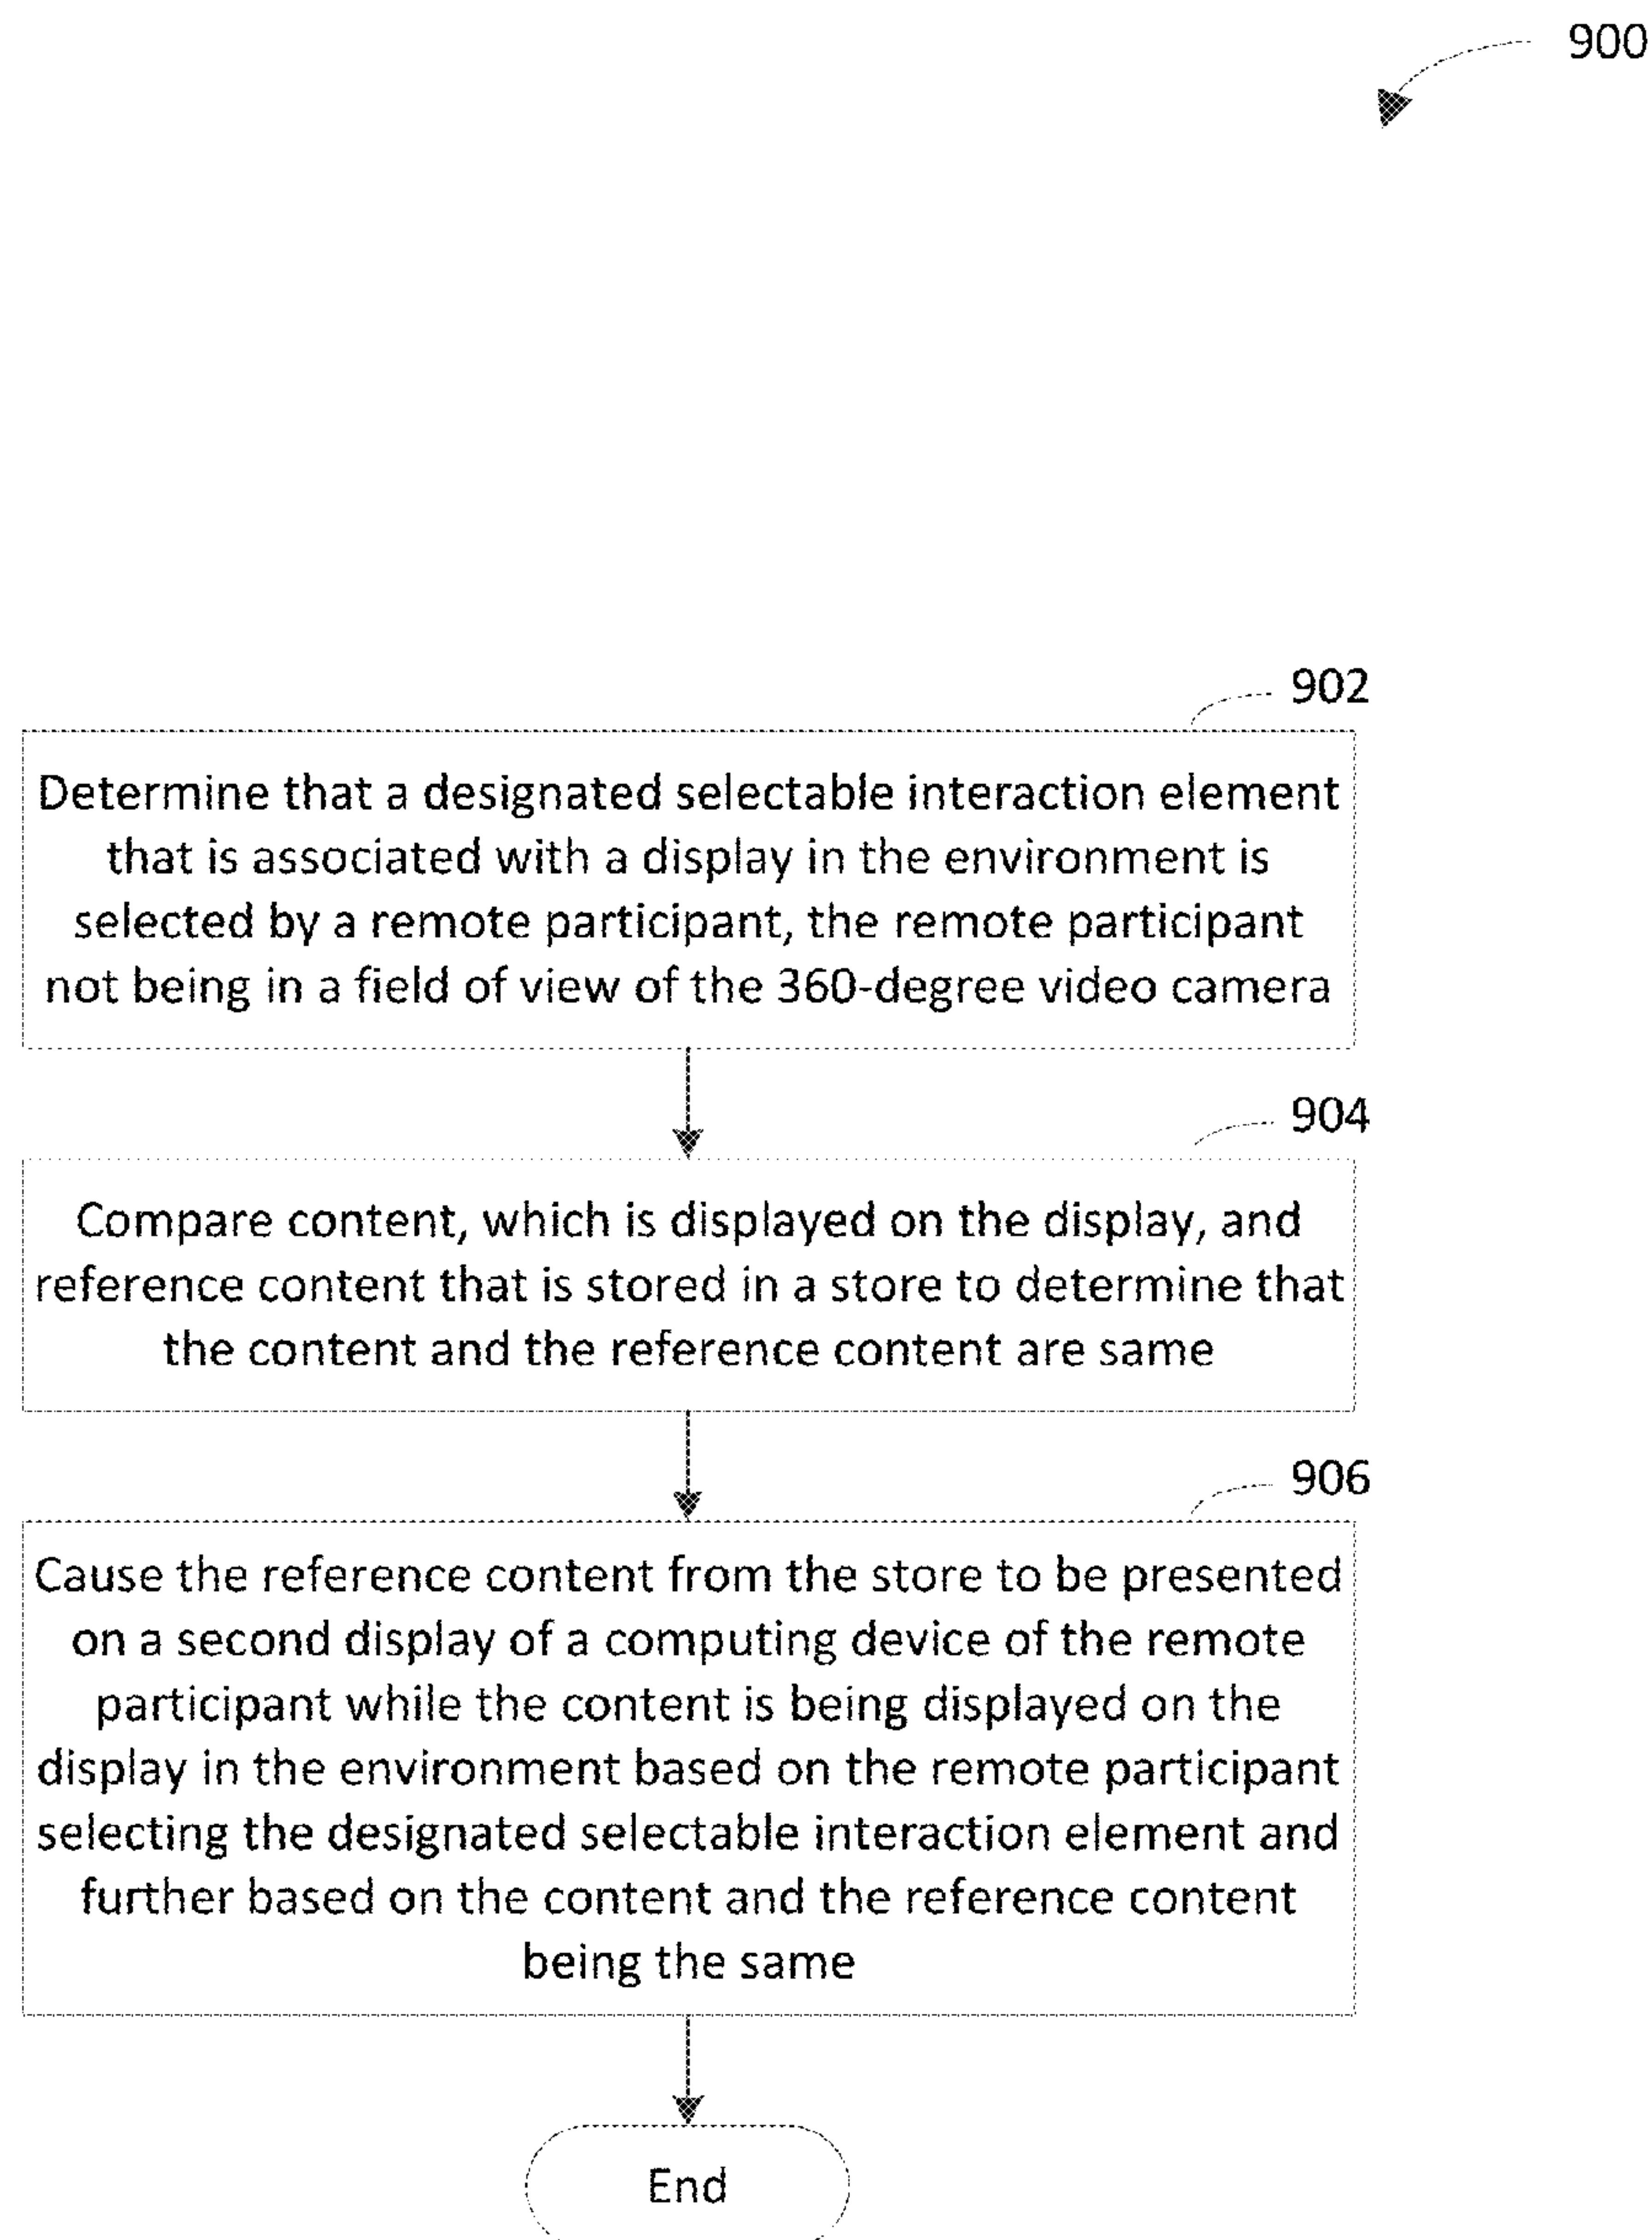 900
902
Determine that a designated selectable interaction element
that is associated with a display in the environment is
selected by a remote participant, the remote participant
not being in a field of view of the 360-degree video camera
904
Compare content, which is displayed on the display, and
reference content that is stored in a store to determine that
the content and the reference content are same
906
Cause the reference content from the store to be presented
on a second display of a computing device of the remote
participant while the content is being displayed on the
display in the environment based on the remote participant
selecting the designated selectable interaction element and
further based on the content and the reference content
being the same
End